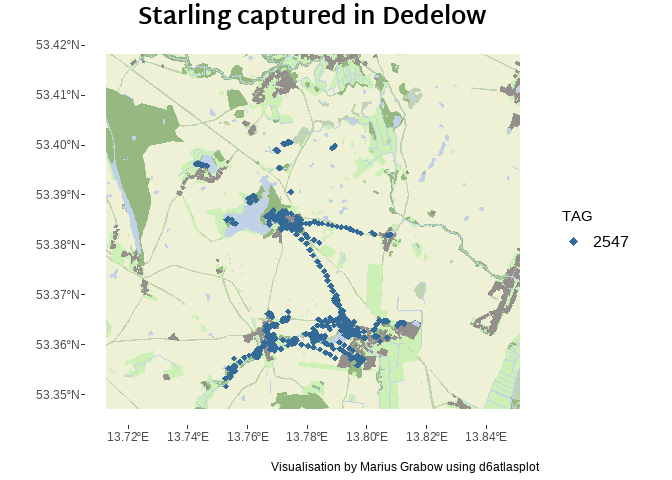 Starling captured in Dedelow
53.42°N
53.41°N
53.40°N
53.39°N
53.38°N
53.37°N
53.36°N
53.35°N
13.72°E
13.74°E
13.76°E
13.78°E
13.80°E
13.82°E
13.84°E
TAG
2547
Visualisation by Marius Grabow using d6atlasplot